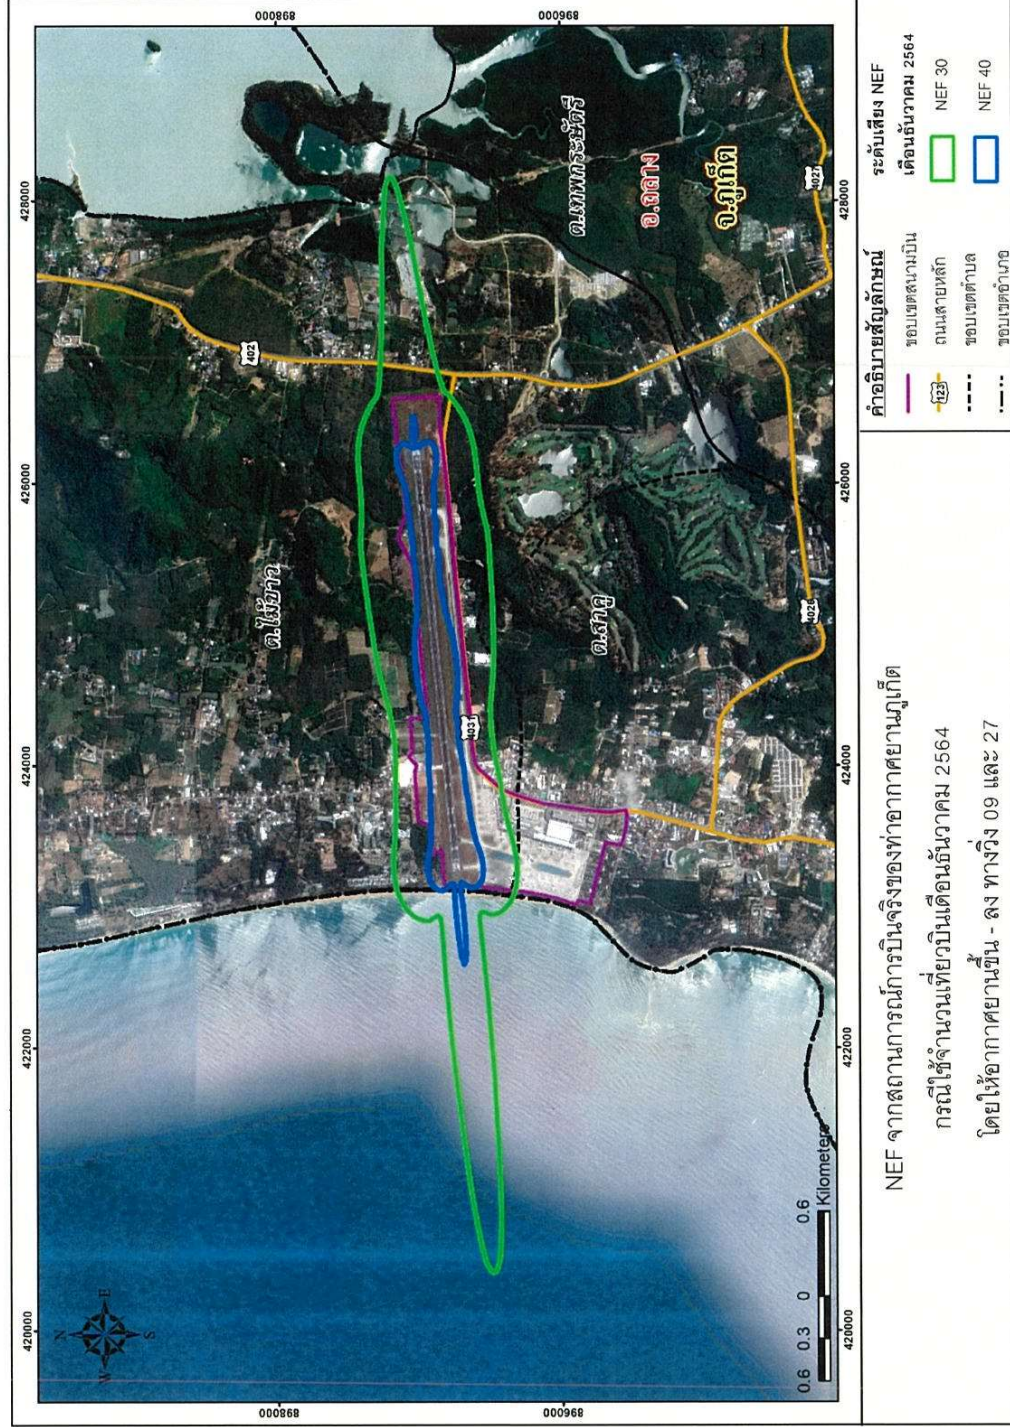 420000
422000
424000
426000
428000
898000
898000
896000
896000
N
W
E
S
ต.ไม้ขาว
402
4031
ต.สาคู
ต.เทพกระษัตรี
อ.ถลาง
จ.ภูเก็ต
4026
4027
0.6
0.3
0
0.6
Kilometers
420000
422000
424000
426000
428000
NEF จากสถานการณ์การบินจริงของท่าอากาศยานภูเก็ต
กรณีใช้จำนวนเที่ยวบินเดือนธันวาคม 2564
โดยให้อากาศยานขึ้น - ลง ทางวิ่ง 09 และ 27
คำอธิบายสัญลักษณ์
ขอบเขตสนามบิน
123
ถนนสายหลัก
ขอบเขตตำบล
ขอบเขตอำเภอ
ระดับเสียง NEF
เดือนธันวาคม 2564
NEF 30
NEF 40